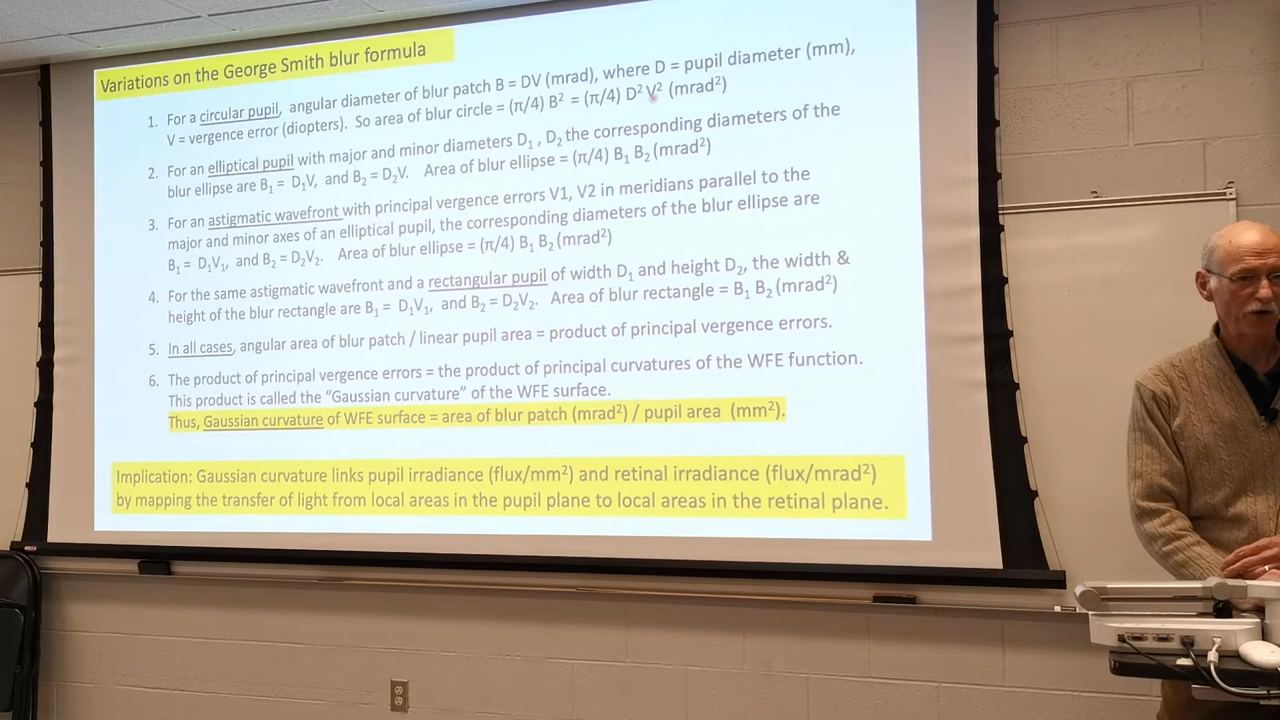 Variations on the George Smith blur formula
1. For a circular pupil, angular diameter of blur patch B = DV (mrad), where D = pupil diameter (mm),
V = vergence error (diopters). So area of blur circle = (π/4) B² = (π/4) D² V² (mrad²)
2. For an elliptical pupil with major and minor diameters D₁ , D₂ the corresponding diameters of the
blur ellipse are B₁ = D₁V, and B₂ = D₂V. Area of blur ellipse = (π/4) B₁ B₂ (mrad²)
3. For an astigmatic wavefront with principal vergence errors V1, V2 in meridians parallel to the
major and minor axes of an elliptical pupil, the corresponding diameters of the blur ellipse are
B₁ = D₁V₁, and B₂ = D₂V₂. Area of blur ellipse = (π/4) B₁ B₂ (mrad²)
4. For the same astigmatic wavefront and a rectangular pupil of width D₁ and height D₂, the width &
height of the blur rectangle are B₁ = D₁V₁, and B₂ = D₂V₂. Area of blur rectangle = B₁ B₂ (mrad²)
5. In all cases, angular area of blur patch / linear pupil area = product of principal vergence errors.
6. The product of principal vergence errors = the product of principal curvatures of the WFE function.
This product is called the “Gaussian curvature” of the WFE surface.
Thus, Gaussian curvature of WFE surface = area of blur patch (mrad²) / pupil area (mm²).
Implication: Gaussian curvature links pupil irradiance (flux/mm²) and retinal irradiance (flux/mrad²)
by mapping the transfer of light from local areas in the pupil plane to local areas in the retinal plane.